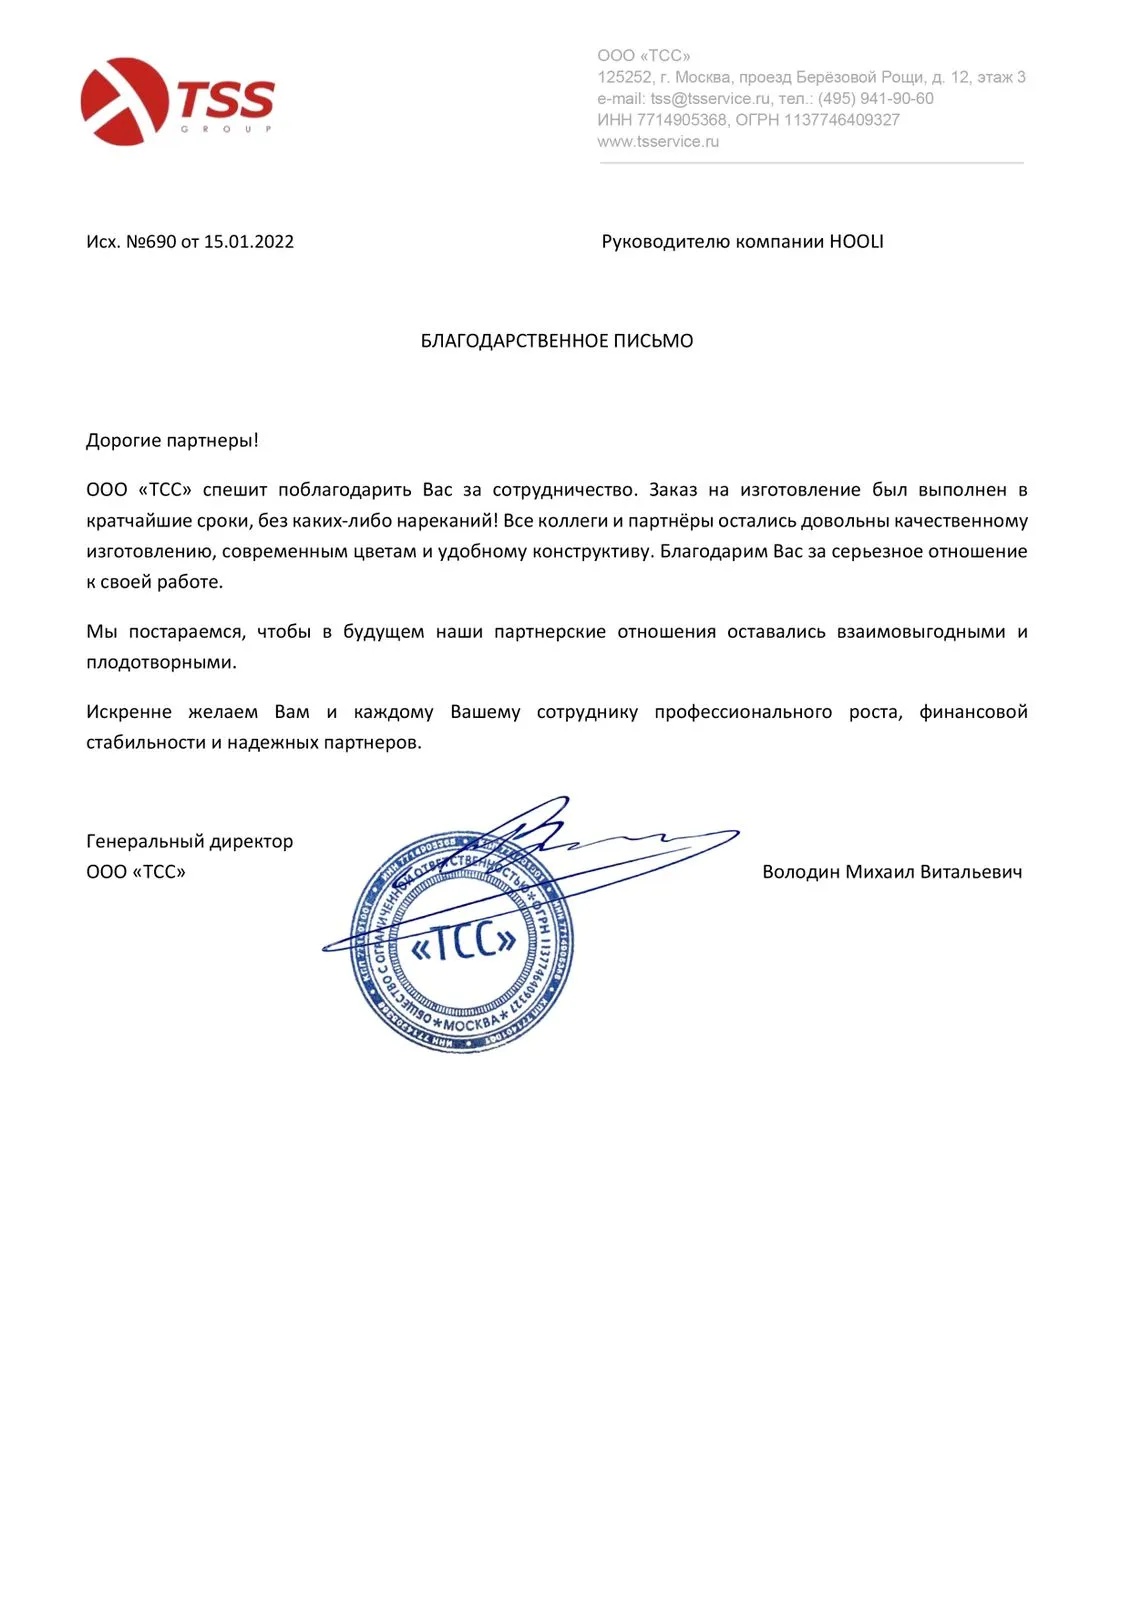 TSS
GROUP
ООО «ТСС»
125252, г. Москва, проезд Берёзовой Рощи, д. 12, этаж 3
e-mail: tss@tsservice.ru, тел.: (495) 941-90-60
ИНН 7714905368, ОГРН 1137746409327
www.tsservice.ru
Исх. №690 от 15.01.2022
Руководителю компании HOOLI
БЛАГОДАРСТВЕННОЕ ПИСЬМО
Дорогие партнеры!
ООО «ТСС» спешит поблагодарить Вас за сотрудничество. Заказ на изготовление был выполнен в
кратчайшие сроки, без каких-либо нареканий! Все коллеги и партнёры остались довольны качественному
изготовлению, современным цветам и удобному конструктиву. Благодарим Вас за серьезное отношение
к своей работе.
Мы постараемся, чтобы в будущем наши партнерские отношения оставались взаимовыгодными и
плодотворными.
Искренне желаем Вам и каждому Вашему сотруднику профессионального роста, финансовой
стабильности и надежных партнеров.
Генеральный директор
ООО «ТСС»
Володин Михаил Витальевич
ОБЩЕСТВО С ОГРАНИЧЕННОЙ ОТВЕТСТВЕННОСТЬЮ * ОГРН 1137746409327 * МОСКВА *
«ТСС»